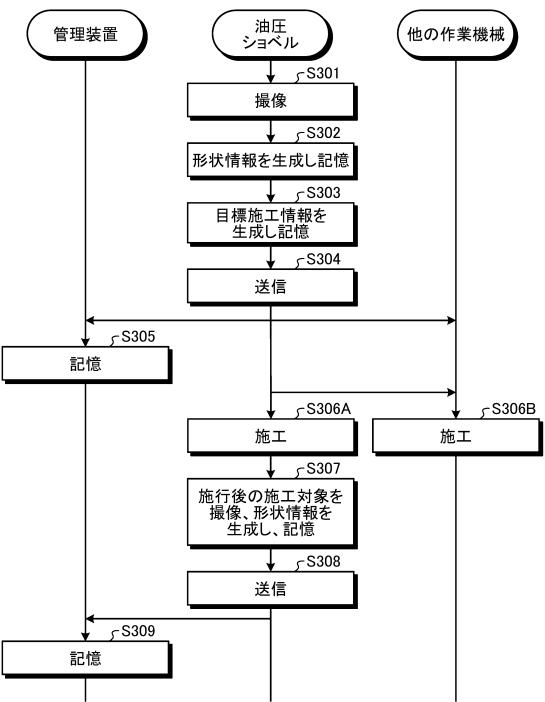 管理装置
油圧
ショベル
他の作業機械
S301
撮像
S302
形状情報を生成し記憶
S303
目標施工情報を
生成し記憶
S304
送信
S305
記憶
S306A
施工
S306B
施工
S307
施行後の施工対象を
撮像、形状情報を
生成し、記憶
S308
送信
S309
記憶